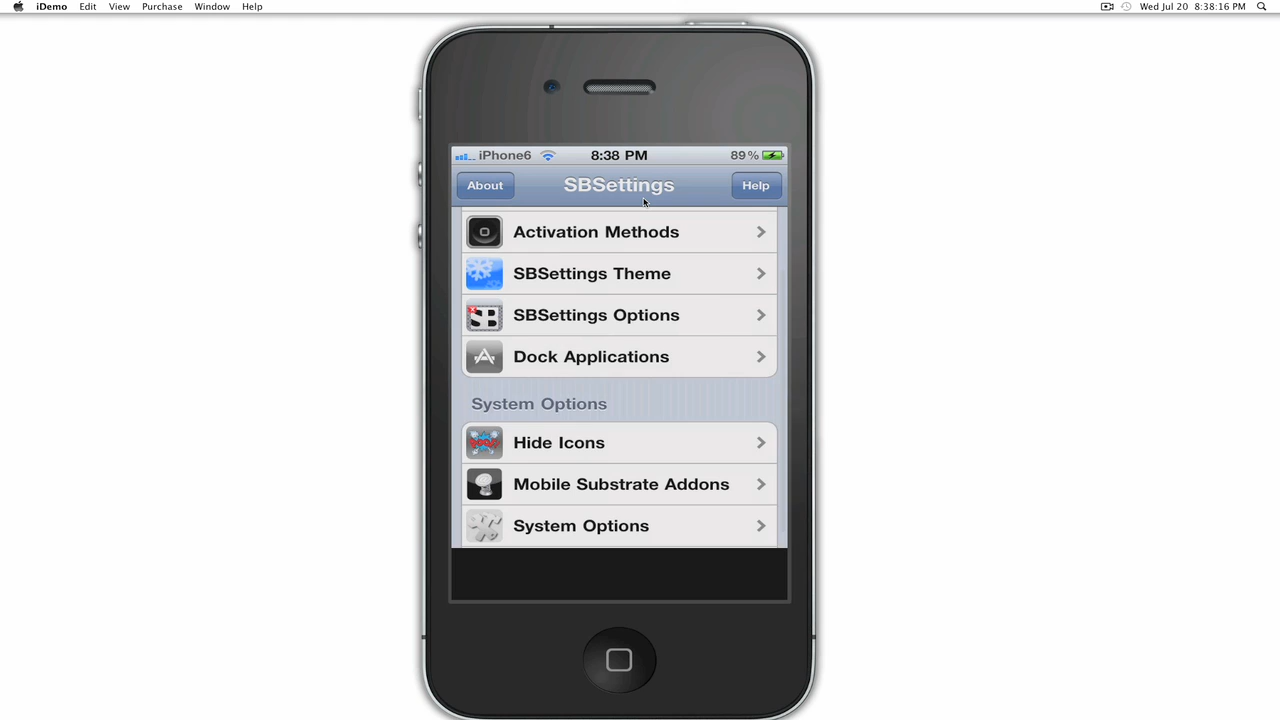 iDemo Edit View Purchase Window Help Wed Jul 20 8:38:16 PM
iPhone6 8:38 PM 89%
About SBSettings Help
Activation Methods
SBSettings Theme
SB
SBSettings Options
Dock Applications
System Options
Hide Icons
Mobile Substrate Addons
System Options